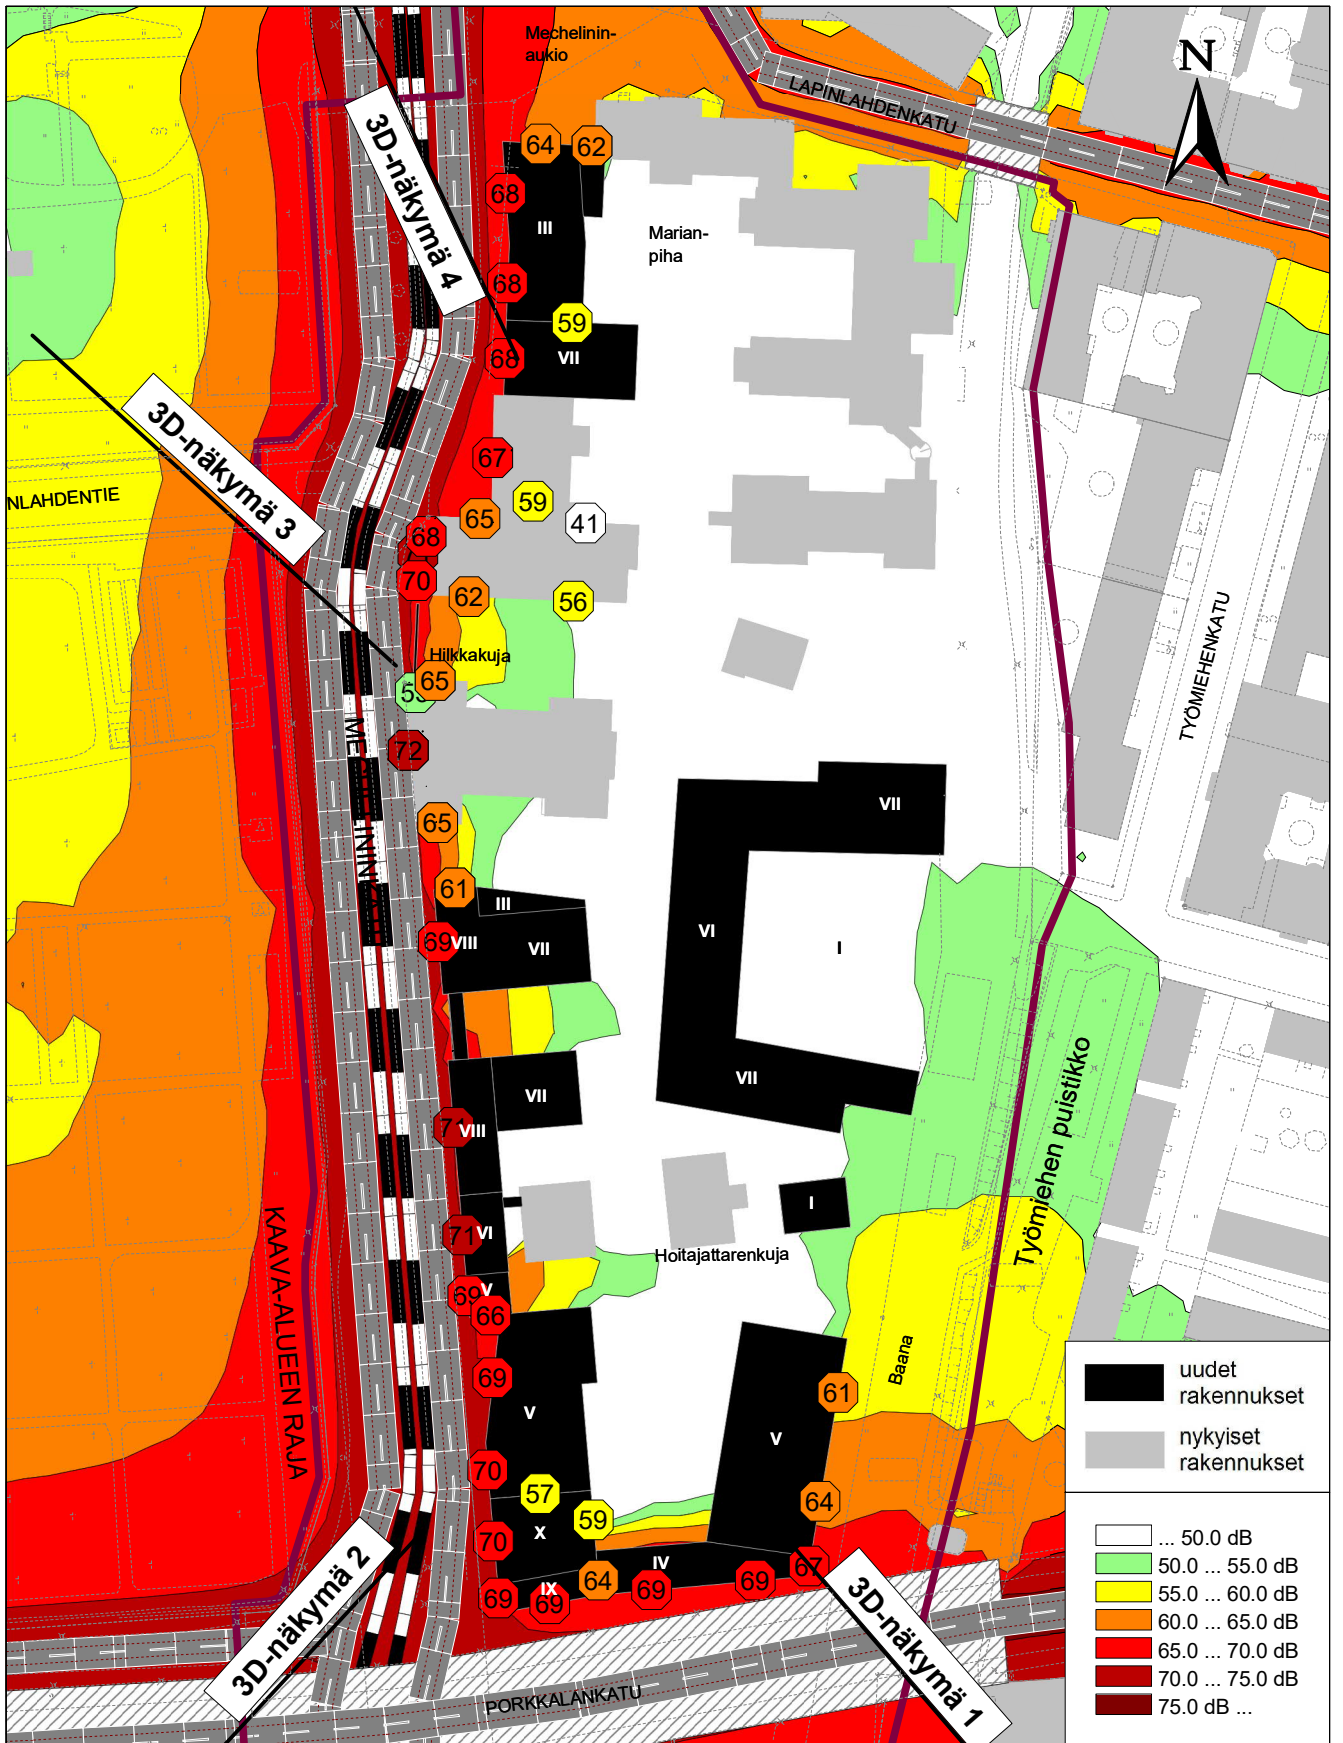 Mechelinin-
aukio
LAPINLAHDENKATU
N
3D-näkymä 4
64
62
68
III
Marian-
piha
68
59
68
VII
3D-näkymä 3
67
NLAHDENTIE
59
65
41
68
70
62
56
TYÖMIEHENKATU
Hilkkakuja
65
72
VII
65
61
III
VI
I
69
VIII
VII
VII
VII
71
VIII
Työmiehen puistikko
I
71
VI
Hoitajattarenkuja
KAAVA-ALUEEN RAJA
69
V
66
Baana
69
61
V
V
70
57
64
59
X
70
IV
67
IX
64
69
69
69
69
3D-näkymä 2
3D-näkymä 1
PORKKALANKATU
uudet
rakennukset
nykyiset
rakennukset
... 50.0 dB
50.0 ... 55.0 dB
55.0 ... 60.0 dB
60.0 ... 65.0 dB
65.0 ... 70.0 dB
70.0 ... 75.0 dB
75.0 dB ...